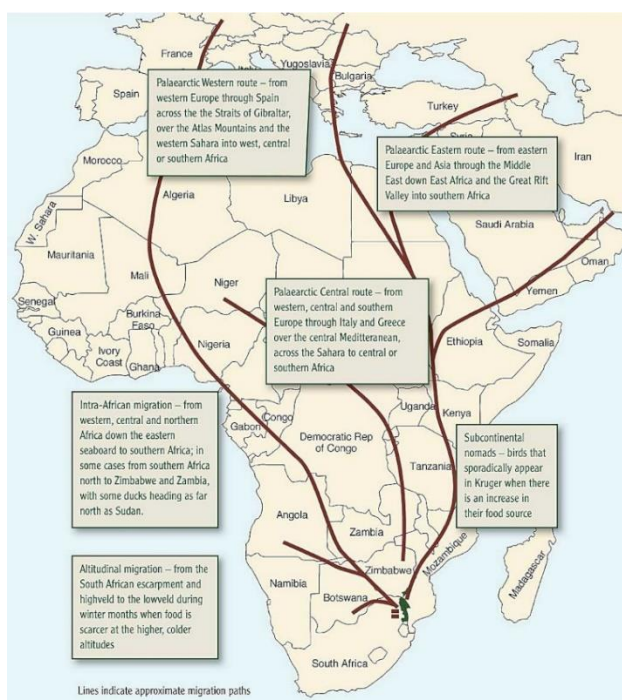 France
Yugoslavia
Bulgaria
Spain
Turkey
Iran
Palaearctic Western route – from
western Europe through Spain
across the the Straits of Gibraltar,
over the Atlas Mountains and the
western Sahara into west, central
or southern Africa
Palaearctic Eastern route – from eastern
Europe and Asia through the Middle
East down East Africa and the Great Rift
Valley into southern Africa
Morocco
Algeria
Libya
W. Sahara
Saudi Arabia
Mauritania
Mali
Niger
Oman
Yemen
Palaearctic Central route – from
western, central and southern
Europe through Italy and Greece
over the central Meditteranean,
across the Sahara to central or
southern Africa
Senegal
Burkina
Faso
Guinea
Nigeria
Ivory
Coast
Ghana
Ethiopia
Somalia
Uganda
Kenya
Congo
Gabon
Democratic Rep
of Congo
Tanzania
Intra-African migration – from
western, central and northern
Africa down the eastern
seaboard to southern Africa; in
some cases from southern Africa
north to Zimbabwe and Zambia,
with some ducks heading as far
north as Sudan.
Subcontinental
nomads – birds that
sporadically appear
in Kruger when there
is an increase in
their food source
Angola
Zambia
Mozambique
Madagascar
Zimbabwe
Namibia
Botswana
Altitudinal migration – from the
South African escarpment and
highveld to the lowveld during
winter months when food is
scarcer at the higher, colder
altitudes
South Africa
Lines indicate approximate migration paths